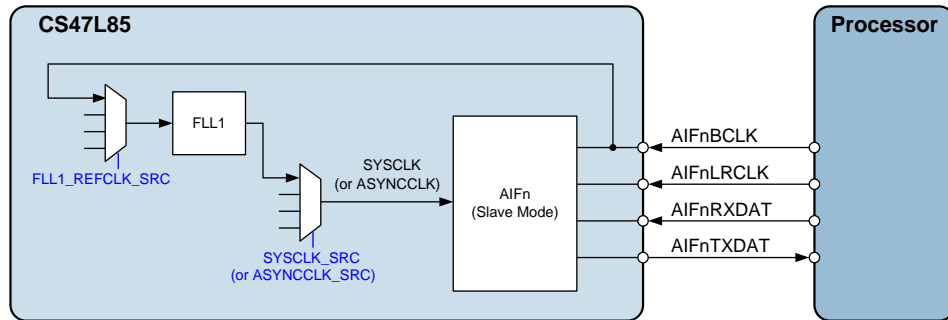 CS47L85
Processor
FLL1
FLL1_REFCLK_SRC
SYSCLK
(or ASYNCCLK)
SYSCLK_SRC
(or ASYNCCLK_SRC)
AIFn
(Slave Mode)
AIFnBCLK
AIFnLRCLK
AIFnRXDAT
AIFnTXDAT